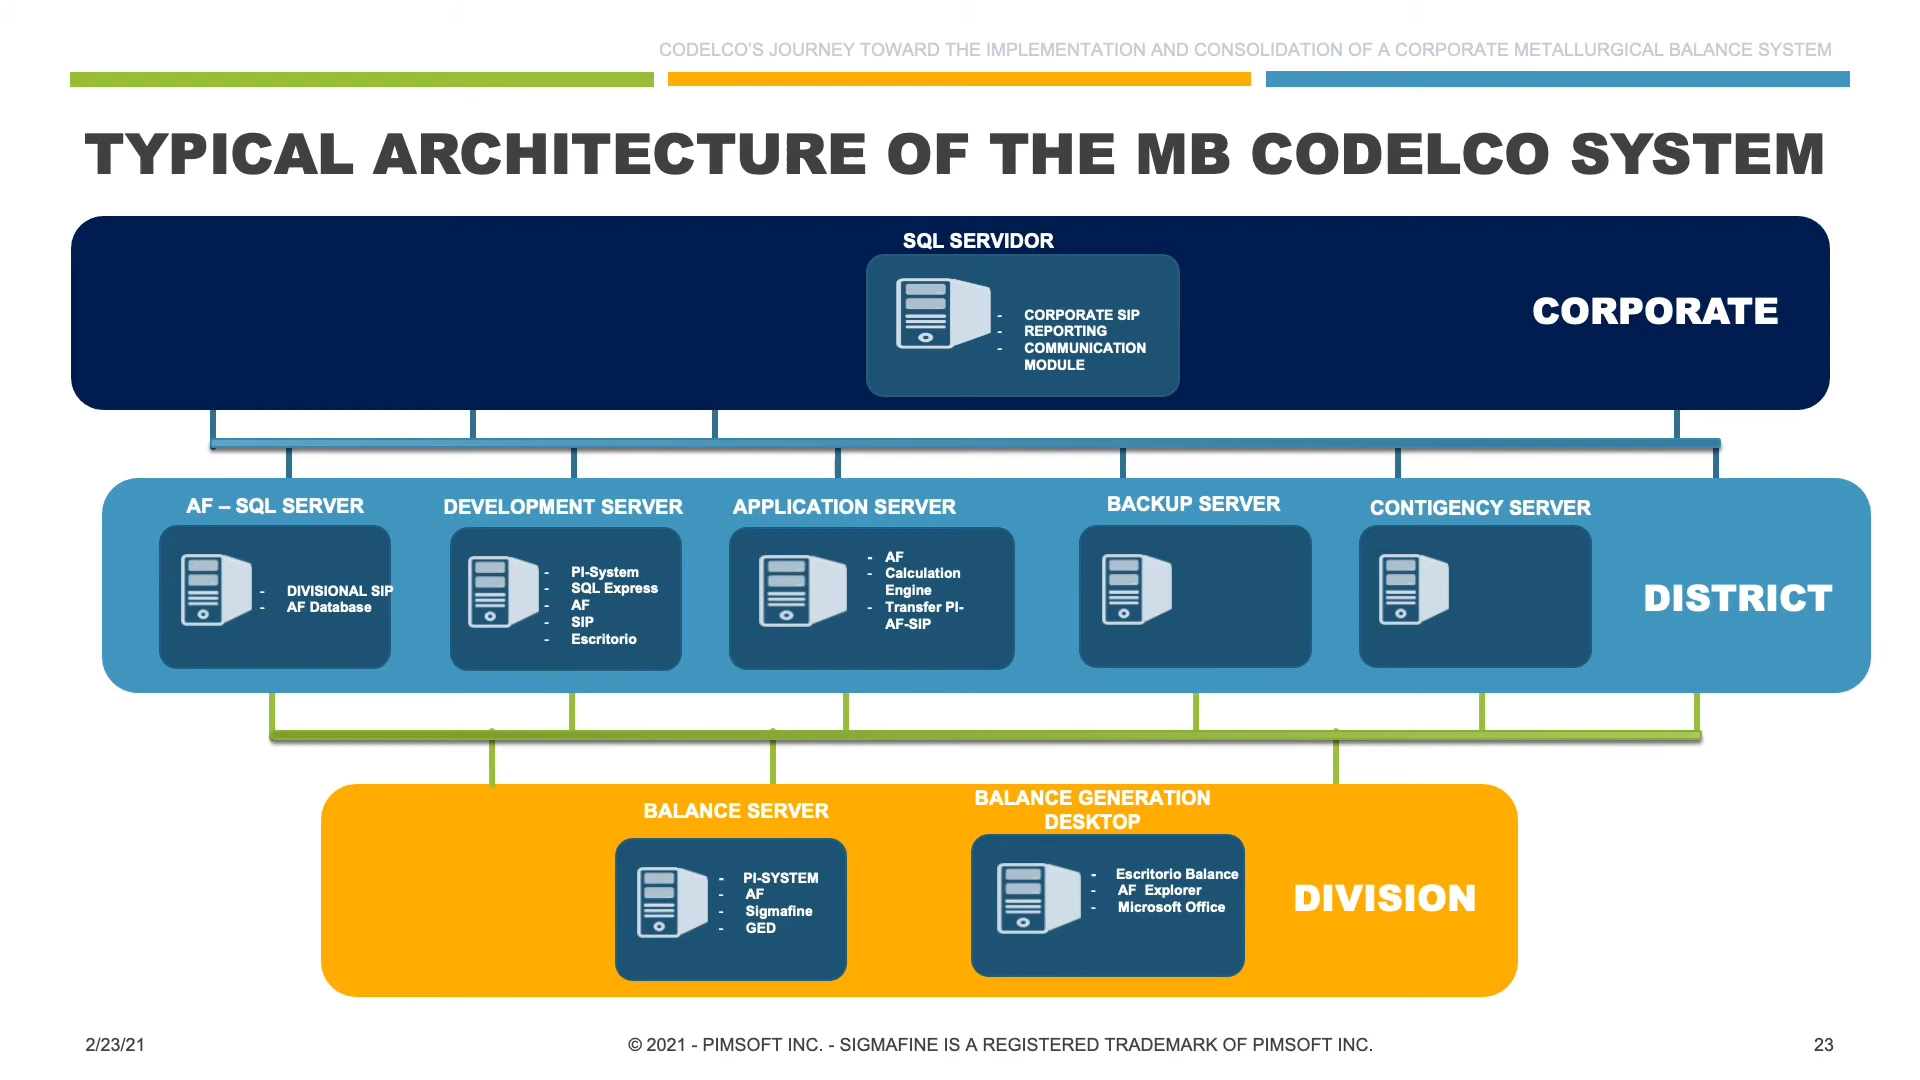 CODELCO'S JOURNEY TOWARD THE IMPLEMENTATION AND CONSOLIDATION OF A CORPORATE METALLURGICAL BALANCE SYSTEM
TYPICAL ARCHITECTURE OF THE MB CODELCO SYSTEM
SQL SERVIDOR
- CORPORATE SIP
- REPORTING
- COMMUNICATION
MODULE
CORPORATE
AF – SQL SERVER
- DIVISIONAL SIP
- AF Database
DEVELOPMENT SERVER
- PI-System
- SQL Express
- AF
- SIP
- Escritorio
APPLICATION SERVER
- AF
- Calculation
Engine
- Transfer PI-
AF-SIP
BACKUP SERVER
CONTIGENCY SERVER
DISTRICT
BALANCE SERVER
- PI-SYSTEM
- AF
- Sigmafine
- GED
BALANCE GENERATION
DESKTOP
- Escritorio Balance
- AF Explorer
- Microsoft Office
DIVISION
2/23/21
© 2021 - PIMSOFT INC. - SIGMAFINE IS A REGISTERED TRADEMARK OF PIMSOFT INC.
23